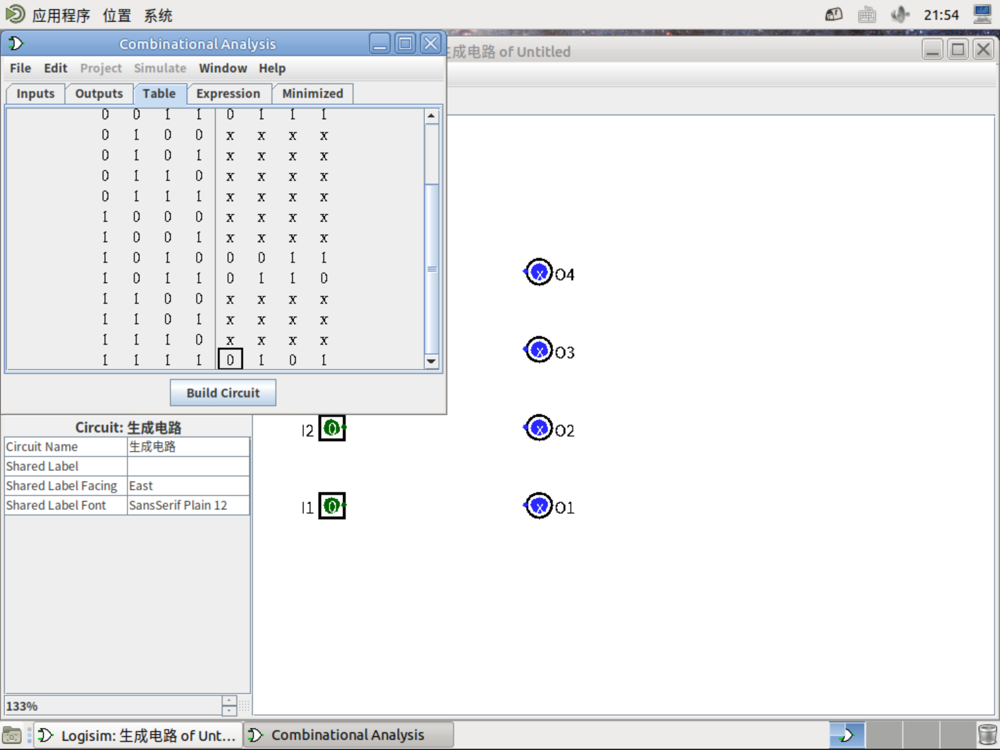 应用程序 位置 系统 21:54
Combinational Analysis
生成电路 of Untitled
File Edit Project Simulate Window Help
Inputs Outputs Table Expression Minimized
0 0 1 1 0 1 1 1
0 1 0 0 x x x x
0 1 0 1 x x x x
0 1 1 0 x x x x
0 1 1 1 x x x x
1 0 0 0 x x x x
1 0 0 1 x x x x
1 0 1 0 0 0 1 1
1 0 1 1 0 1 1 0
1 1 0 0 x x x x
1 1 0 1 x x x x
1 1 1 0 x x x x
1 1 1 1 0 1 0 1
Build Circuit
x O4
x O3
I2 0 x O2
I1 0 x O1
Circuit: 生成电路
Circuit Name 生成电路
Shared Label
Shared Label Facing East
Shared Label Font SansSerif Plain 12
133%
Logisim: 生成电路 of Unt... Combinational Analysis